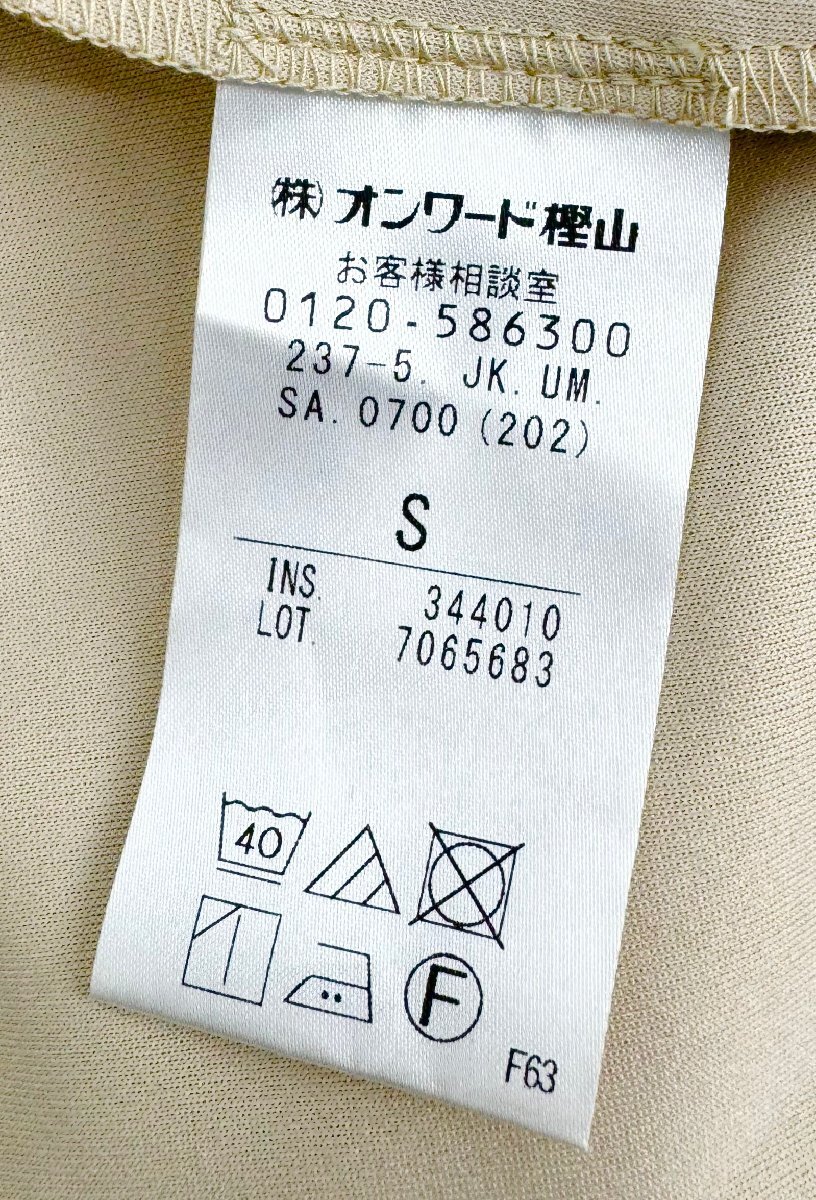 ㈱オンワード樫山
お客様相談室
0120-586300
237-5. JK. UM.
SA. 0700 (202)
S
INS. 344010
LOT. 7065683
40
F
F63